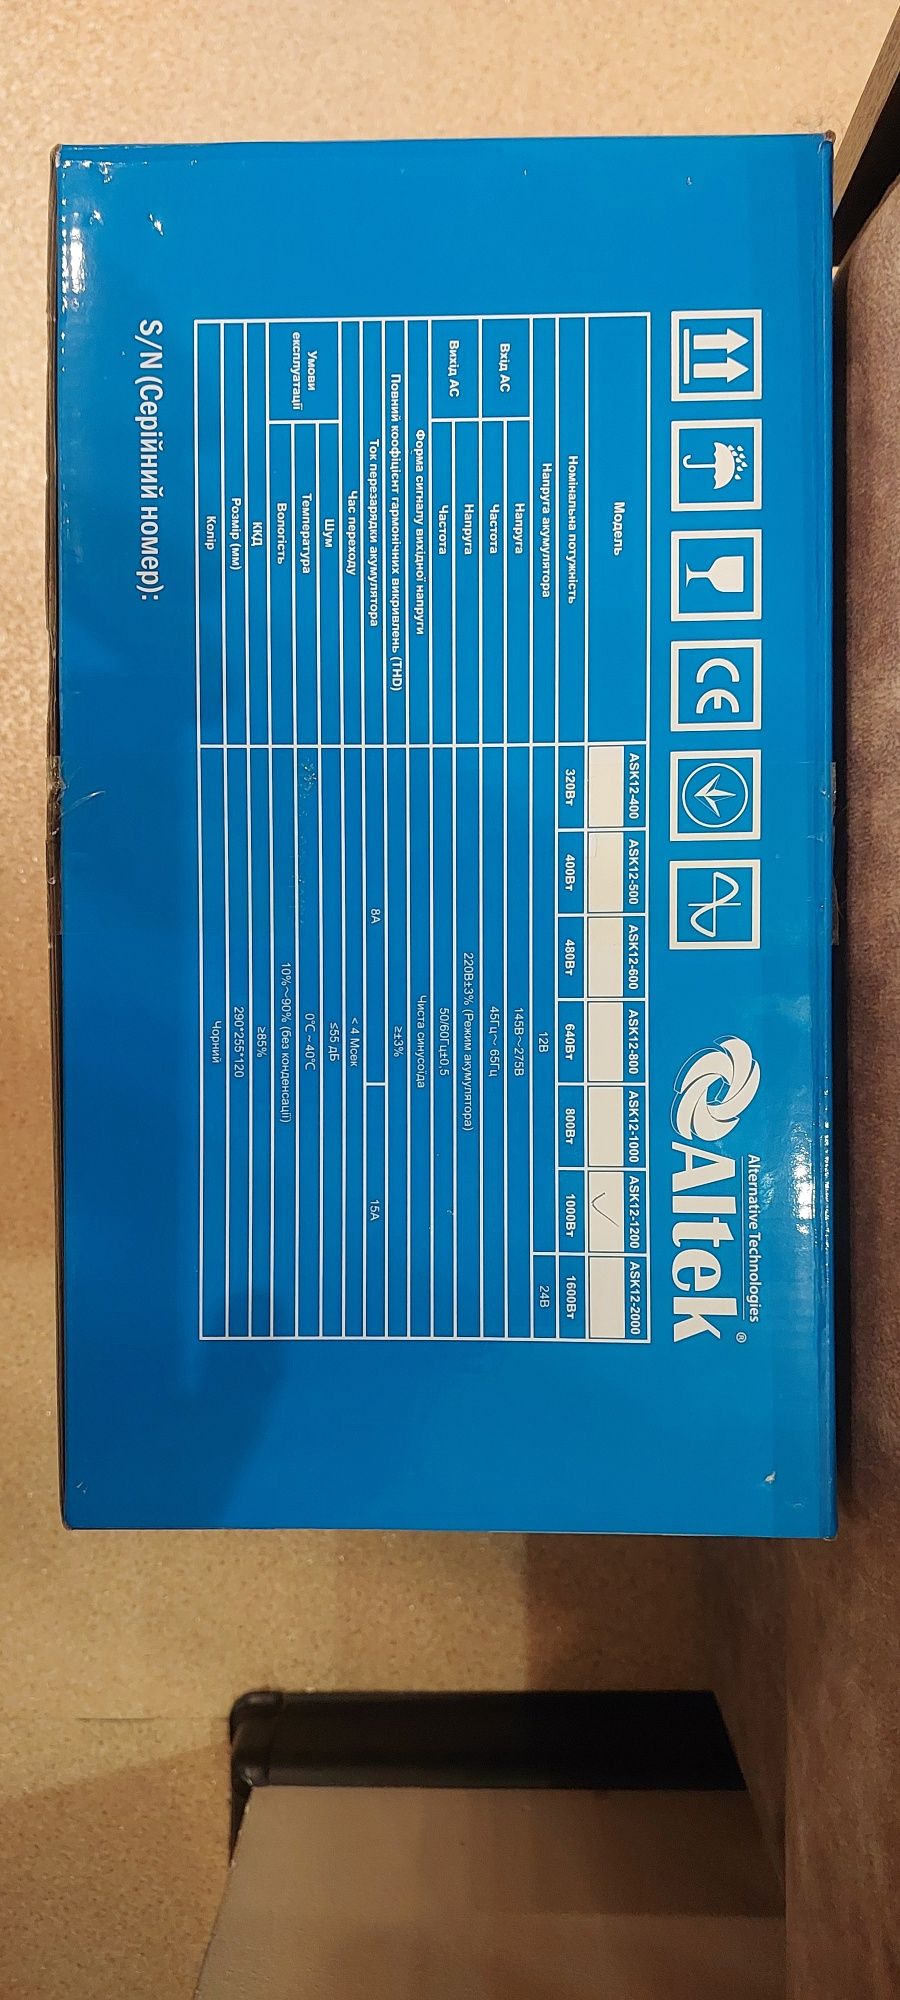 CE
Alternative Technologies
Altek®
Модель ASK12-400 ASK12-500 ASK12-600 ASK12-800 ASK12-1000 ASK12-1200 ASK12-2000
Номінальна потужність 320Вт 400Вт 480Вт 640Вт 800Вт 1000Вт 1600Вт
Напруга акумулятора 12В 24В
Вхід AC Напруга 145В～275В
Частота 45Гц～ 65Гц
Вихід AC Напруга 220В±3% (Режим акумулятора)
Частота 50/60Гц±0,5
Форма сигналу вихідної напруги Чиста синусоїда
Повний коофіцієнт гармонічних викривлень (THD) ≥±3%
Ток перезарядки акумулятора 8А 15А
Час переходу < 4 Мсек
Умови експлуатації Шум ≤55 дБ
Температура 0℃ ~ 40℃
Вологість 10%～90% (без конденсації)
ККД ≥85%
Розмір (мм) 290*255*120
Колір Чорний
S/N (Серійний номер):